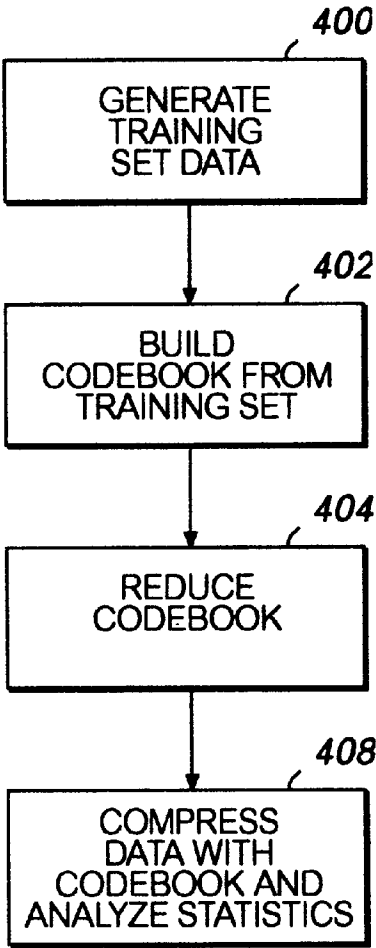 400
GENERATE
TRAINING
SET DATA
402
BUILD
CODEBOOK FROM
TRAINING SET
404
REDUCE
CODEBOOK
408
COMPRESS
DATA WITH
CODEBOOK AND
ANALYZE STATISTICS